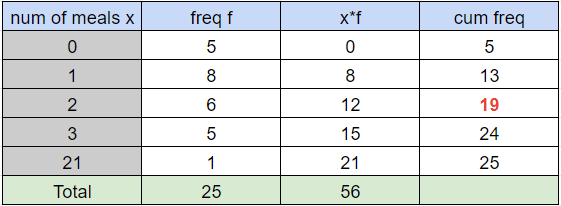 num of meals x freq f x*f cum freq
0 5 0 5
1 8 8 13
2 6 12 19
3 5 15 24
21 1 21 25
Total 25 56